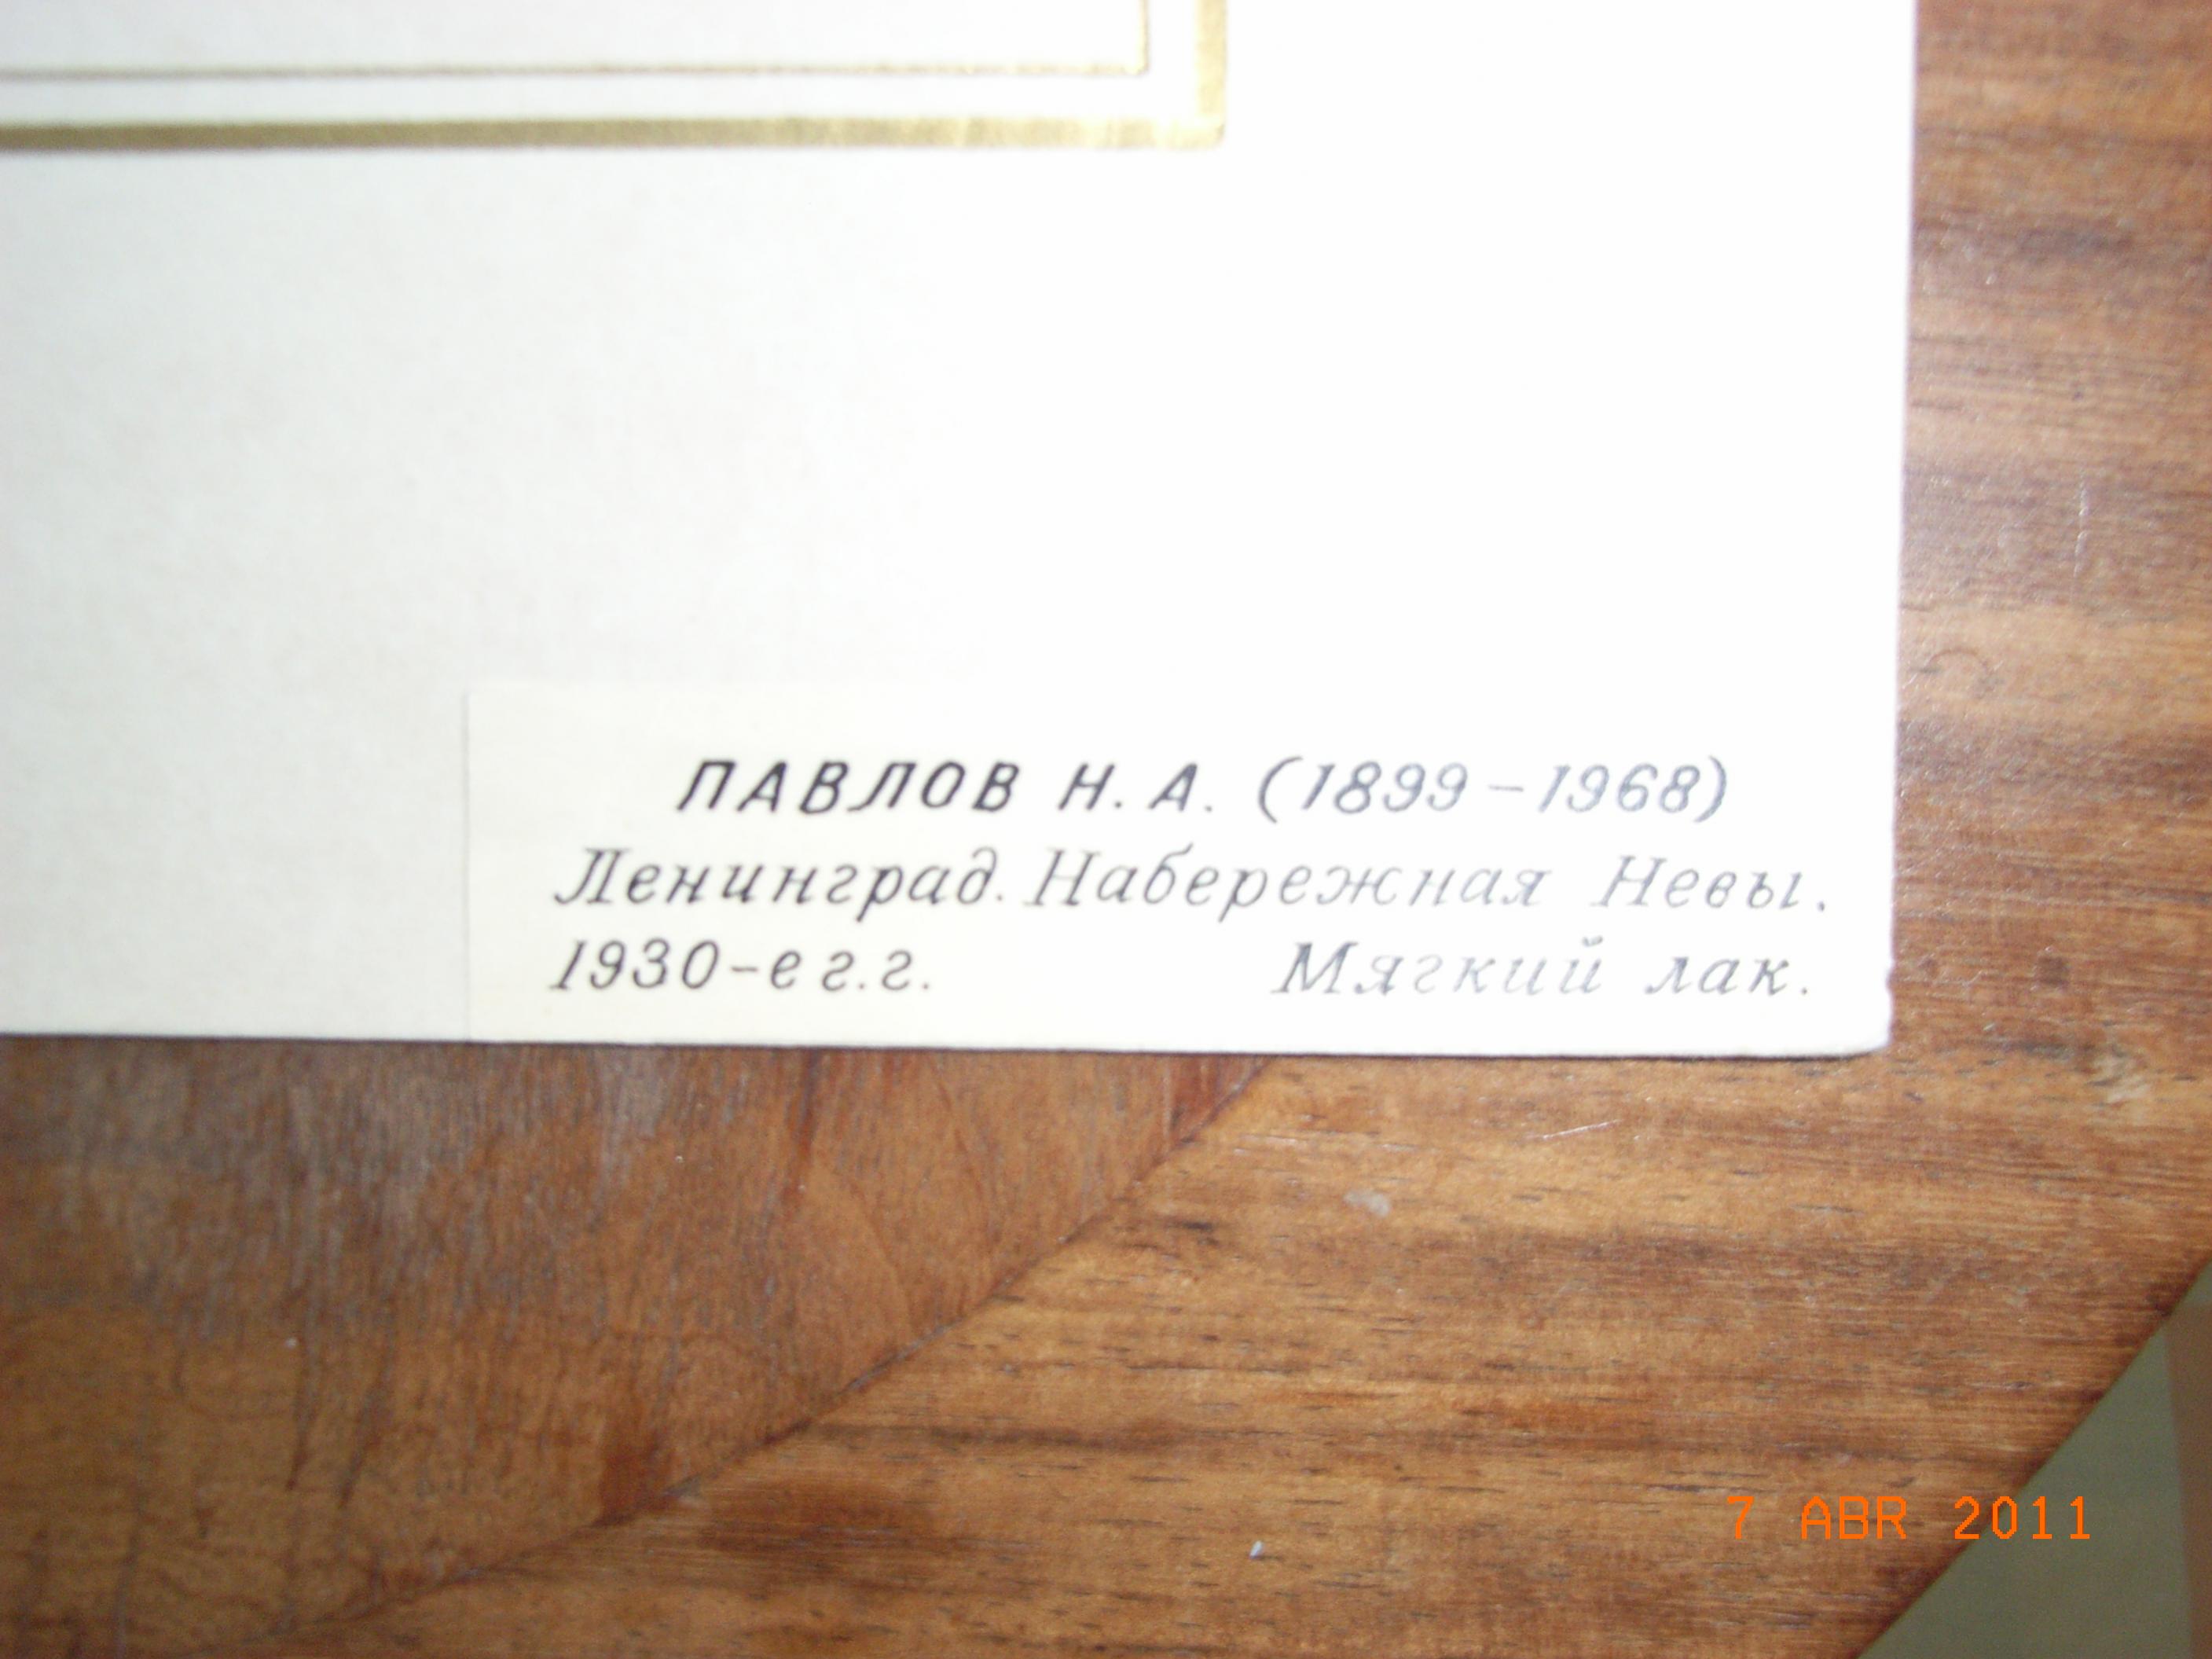 ПАВЛОВ Н. А. (1899-1968)
Ленинград. Набережная Невы.
1930-е г.г. Мягкий лак.
7 ABR 2011